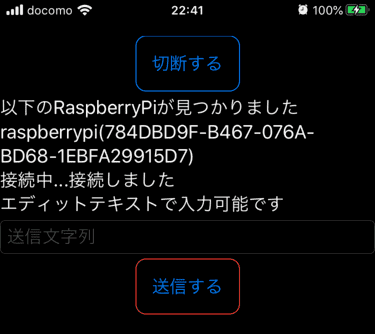 docomo 22:41 100%
切断する
以下のRaspberryPiが見つかりました
raspberrypi(784DBD9F-B467-076A-
BD68-1EBFA29915D7)
接続中...接続しました
エディットテキストで入力可能です
送信文字列
送信する